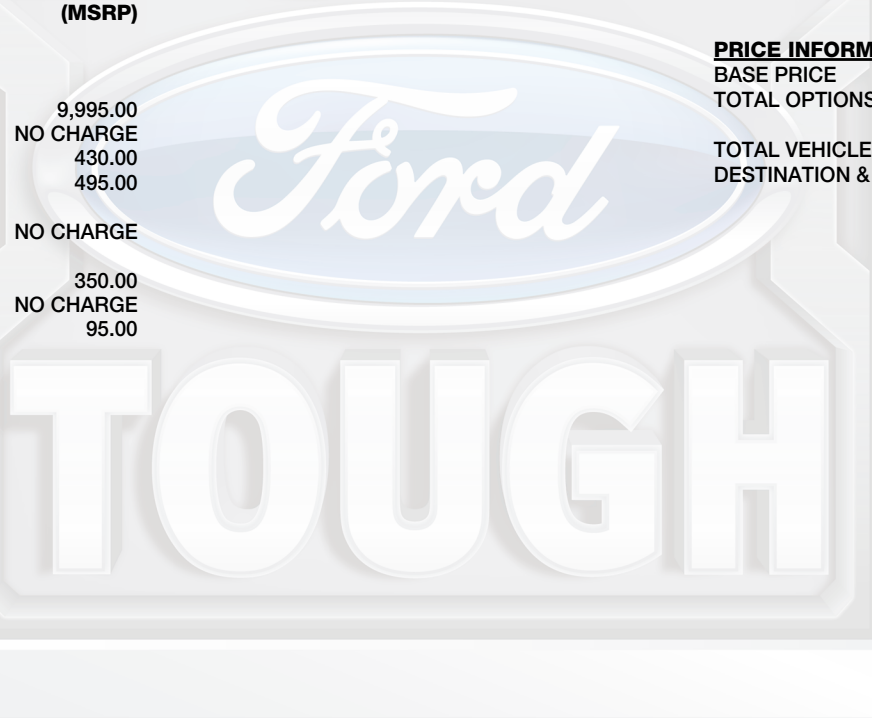 (MSRP)
9,995.00
NO CHARGE
430.00
495.00
NO CHARGE
350.00
NO CHARGE
95.00
PRICE INFORM
BASE PRICE
TOTAL OPTIONS
TOTAL VEHICLE
DESTINATION &
Ford
TOUGH